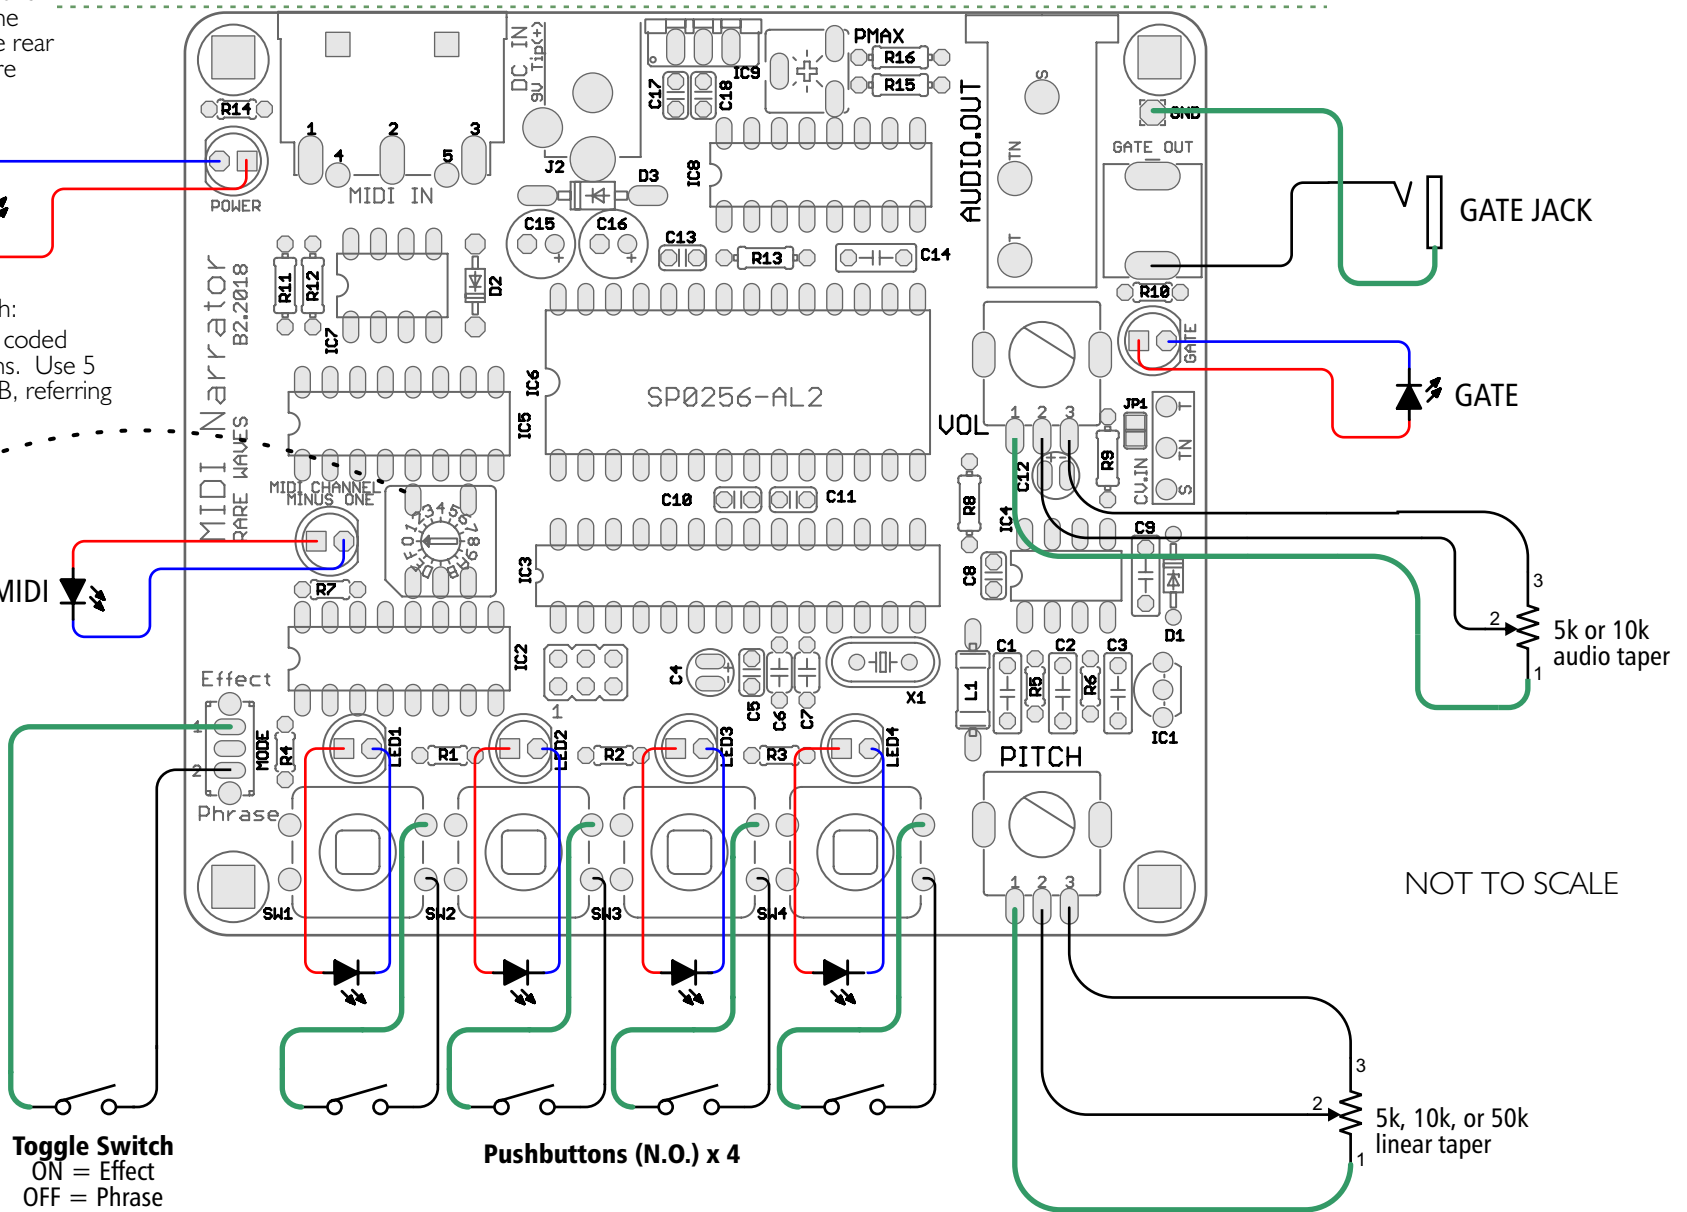 ne
e rear
re
h:
coded
ns. Use 5
B, referring
R14
1
2
3
4
5
MIDI IN
POWER
DC IN
9V Tip(+)
J2
D3
C15
C16
C17
C18
IC9
PMAX
R16
R15
IC8
AUDIO.OUT
S
TN
T
GND
GATE OUT
GATE JACK
C13
R13
C14
R10
GATE
GATE
R11
R12
IC7
D2
MIDI Narrator
B2.2018
RARE WAVES
IC6
SP0256-AL2
IC5
VOL
1
2
3
JP1
T
TN
S
CV.IN
R9
C12
+
R8
IC4
C9
MIDI CHANNEL
MINUS ONE
C10
C11
IC3
C8
D1
R7
MIDI
IC2
C4
C5
C6
C7
X1
L1
C1
R5
C2
R6
C3
IC1
1
3
2
1
5k or 10k
audio taper
Effect
1
2
MODE
Phrase
R4
LED1
R1
LED2
R2
LED3
R3
LED4
PITCH
1
2
3
SW1
SW2
SW3
SW4
NOT TO SCALE
3
2
1
5k, 10k, or 50k
linear taper
Toggle Switch
ON = Effect
OFF = Phrase
Pushbuttons (N.O.) x 4